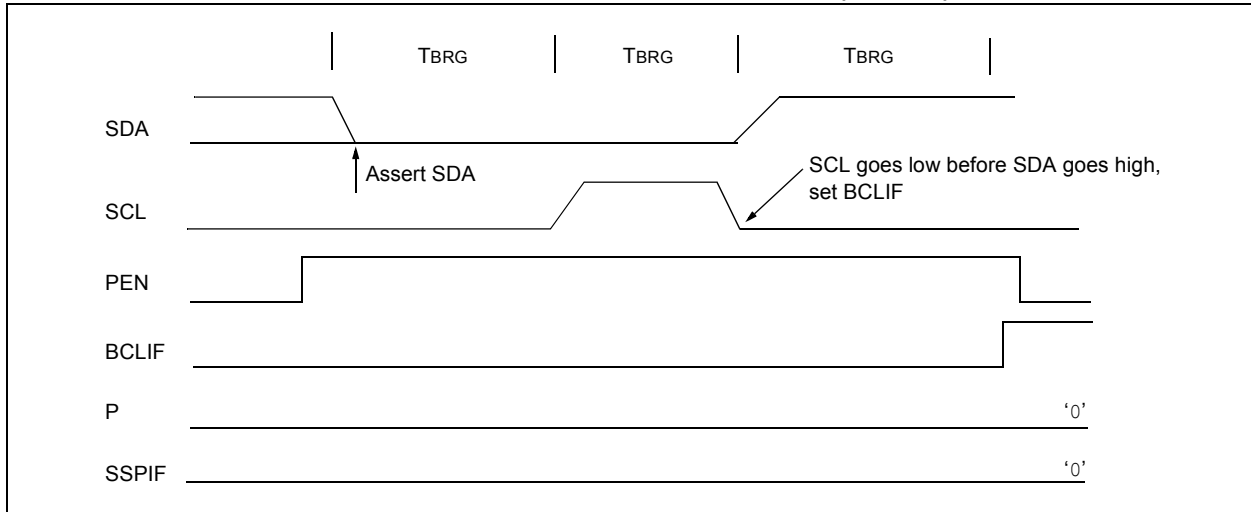 TBRG TBRG TBRG
SDA
Assert SDA
SCL goes low before SDA goes high,
set BCLIF
SCL
PEN
BCLIF
P ‘0’
SSPIF ‘0’